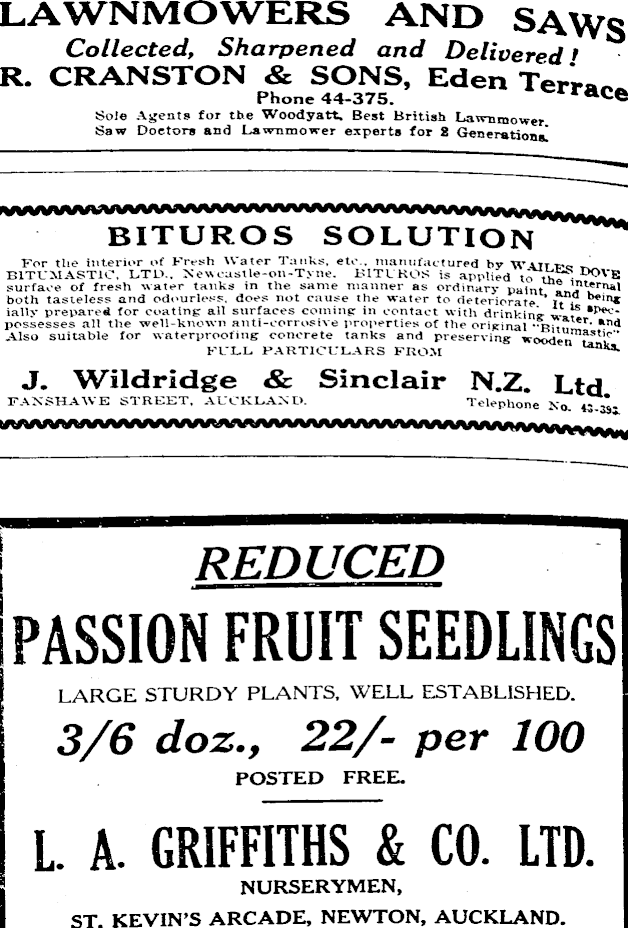 LAWNMOWERS AND SAWS
Collected, Sharpened and Delivered!
R. CRANSTON & SONS, Eden Terrace
Phone 44-375.
Sole Agents for the Woodyatt, Best British Lawnmower.
Saw Doctors and Lawnmower experts for 2 Generations.
BITUROS SOLUTION
For the interior of Fresh Water Tanks, etc., manufactured by WAILES DOVE
BITUMASTIC, LTD., Newcastle-on-Tyne. BITUROS is applied to the internal
surface of fresh water tanks in the same manner as ordinary paint, and being
both tasteless and odourless, does not cause the water to deteriorate. It is spec-
ially prepared for coating all surfaces coming in contact with drinking water, and
possesses all the well-known anti-corrosive properties of the original "Bitumastic"
Also suitable for waterproofing concrete tanks and preserving wooden tanks.
FULL PARTICULARS FROM
J. Wildridge & Sinclair N.Z. Ltd.
FANSHAWE STREET, AUCKLAND. Telephone No. 43-393.
REDUCED
PASSION FRUIT SEEDLINGS
LARGE STURDY PLANTS, WELL ESTABLISHED.
3/6 doz., 22/- per 100
POSTED FREE.
L. A. GRIFFITHS & CO. LTD.
NURSERYMEN,
ST. KEVIN'S ARCADE, NEWTON, AUCKLAND.